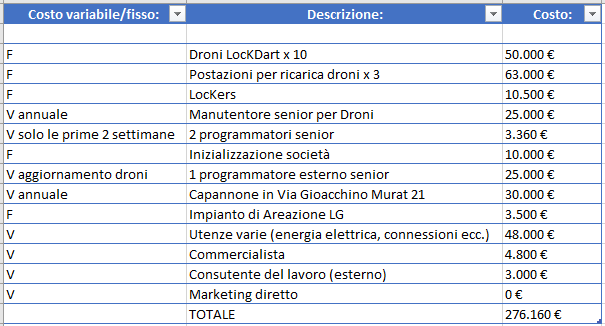 Costo variabile/fisso: Descrizione: Costo:
F Droni LocKDart x 10 50.000 €
F Postazioni per ricarica droni x 3 63.000 €
F LocKers 10.500 €
V annuale Manutentore senior per Droni 25.000 €
V solo le prime 2 settimane 2 programmatori senior 3.360 €
F Inizializzazione società 10.000 €
V aggiornamento droni 1 programmatore esterno senior 25.000 €
V annuale Capannone in Via Gioacchino Murat 21 30.000 €
F Impianto di Areazione LG 3.500 €
V Utenze varie (energia elettrica, connessioni ecc.) 48.000 €
V Commercialista 4.800 €
V Consutente del lavoro (esterno) 3.000 €
V Marketing diretto 0 €
TOTALE 276.160 €